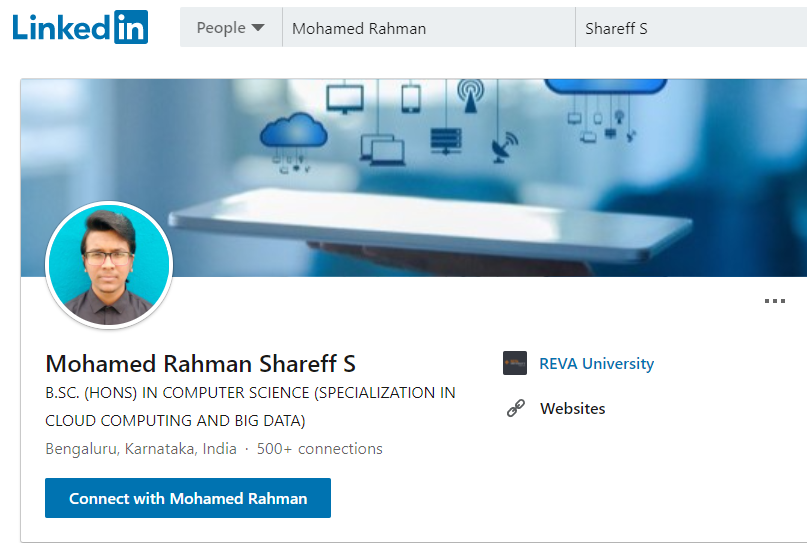 LinkedIn People Mohamed Rahman Shareff S
Mohamed Rahman Shareff S
B.SC. (HONS) IN COMPUTER SCIENCE (SPECIALIZATION IN
CLOUD COMPUTING AND BIG DATA)
Bengaluru, Karnataka, India · 500+ connections
Connect with Mohamed Rahman
REVA University
Websites